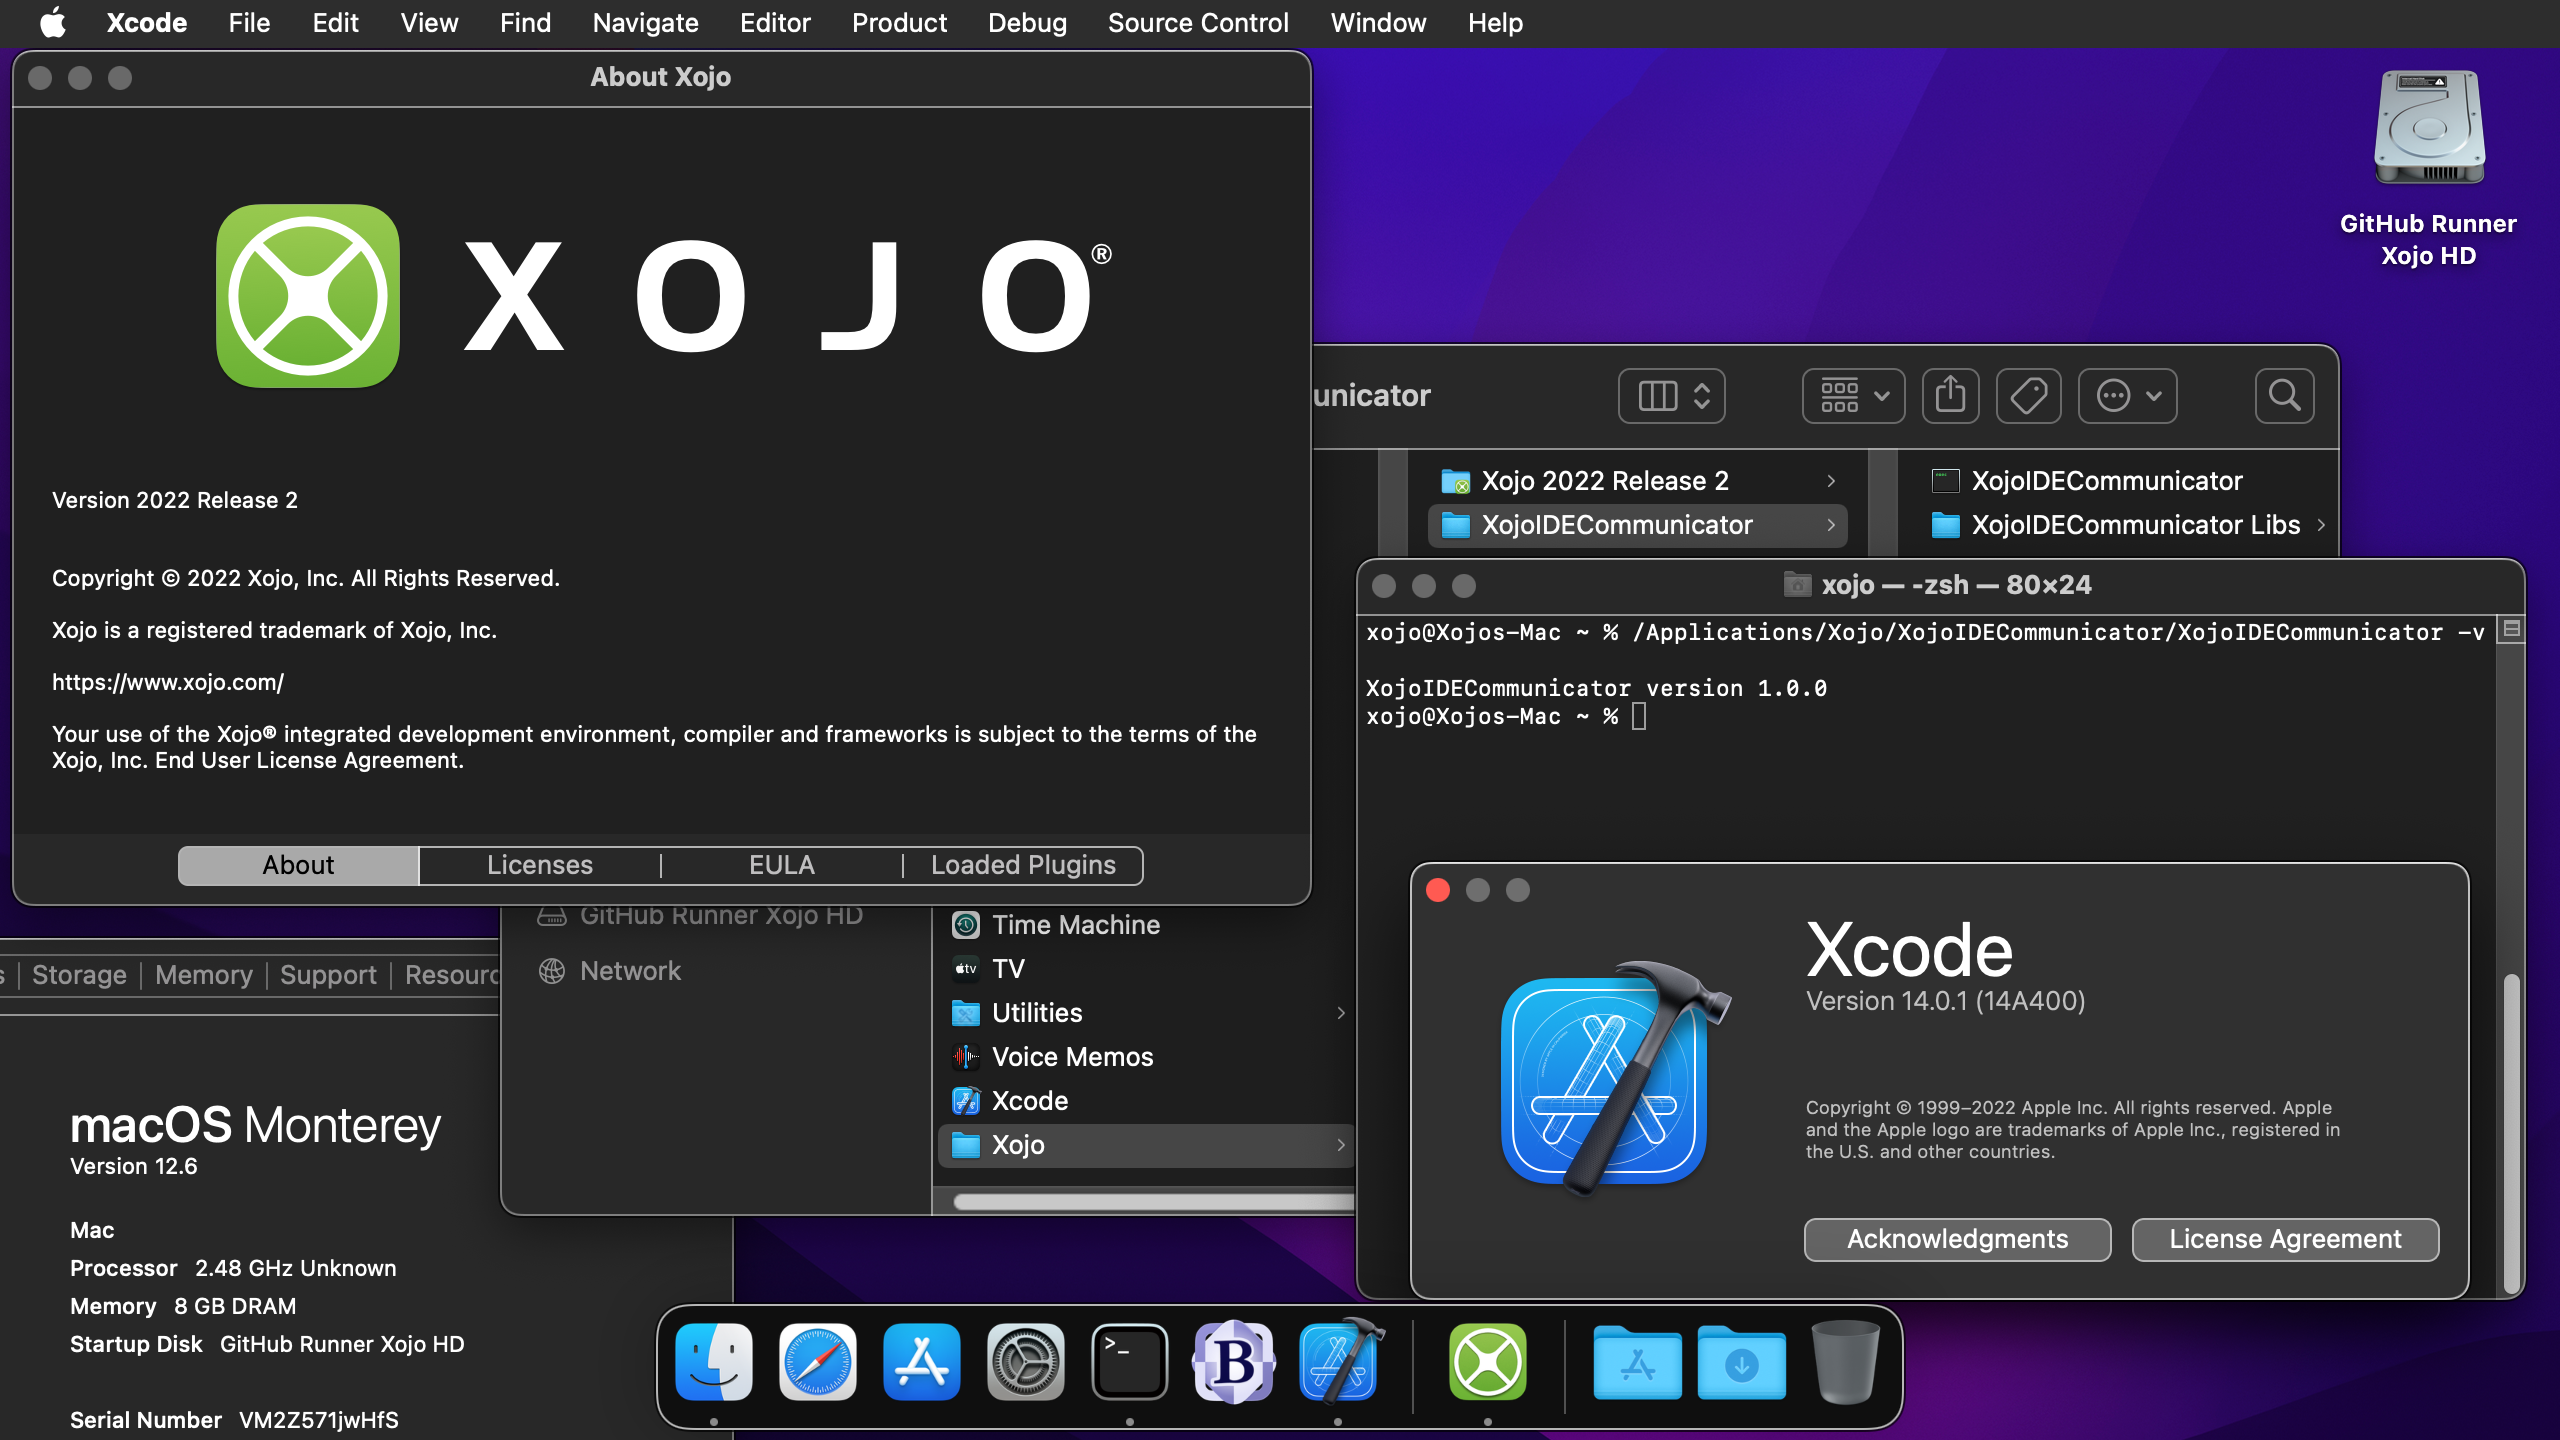 Xcode File Edit View Find Navigate Editor Product Debug Source Control Window Help
About Xojo
XOJO®
Version 2022 Release 2
Copyright © 2022 Xojo, Inc. All Rights Reserved.
Xojo is a registered trademark of Xojo, Inc.
https://www.xojo.com/
Your use of the Xojo® integrated development environment, compiler and frameworks is subject to the terms of the
Xojo, Inc. End User License Agreement.
About Licenses EULA Loaded Plugins
GitHub Runner
Xojo HD
unicator
Xojo 2022 Release 2
XojoIDECommunicator
XojoIDECommunicator
XojoIDECommunicator Libs
xojo — -zsh — 80×24
xojo@Xojos-Mac ~ % /Applications/Xojo/XojoIDECommunicator/XojoIDECommunicator -v
XojoIDECommunicator version 1.0.0
xojo@Xojos-Mac ~ %
GitHub Runner Xojo HD
Network
Time Machine
TV
Utilities
Voice Memos
Xcode
Xojo
Xcode
Version 14.0.1 (14A400)
Copyright © 1999–2022 Apple Inc. All rights reserved. Apple
and the Apple logo are trademarks of Apple Inc., registered in
the U.S. and other countries.
Acknowledgments License Agreement
s Storage Memory Support Resourc
macOS Monterey
Version 12.6
Mac
Processor 2.48 GHz Unknown
Memory 8 GB DRAM
Startup Disk GitHub Runner Xojo HD
Serial Number VM2Z571jwHfS